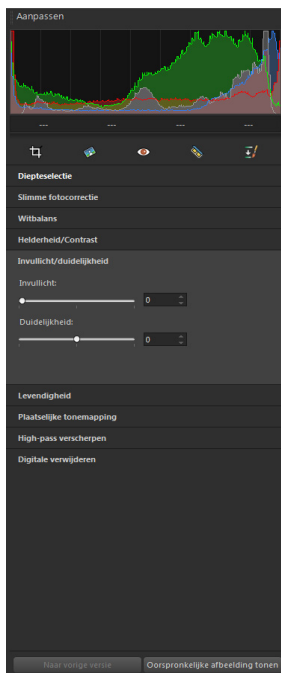 Aanpassen
--- --- --- ---
Diepteselectie
Slimme fotocorrectie
Witbalans
Helderheid/Contrast
Invullicht/duidelijkheid
Invullicht:
0
Duidelijkheid:
0
Levendigheid
Plaatselijke tonemapping
High-pass verscherpen
Digitale verwijderen
Naar vorige versie Oorspronkelijke afbeelding tonen